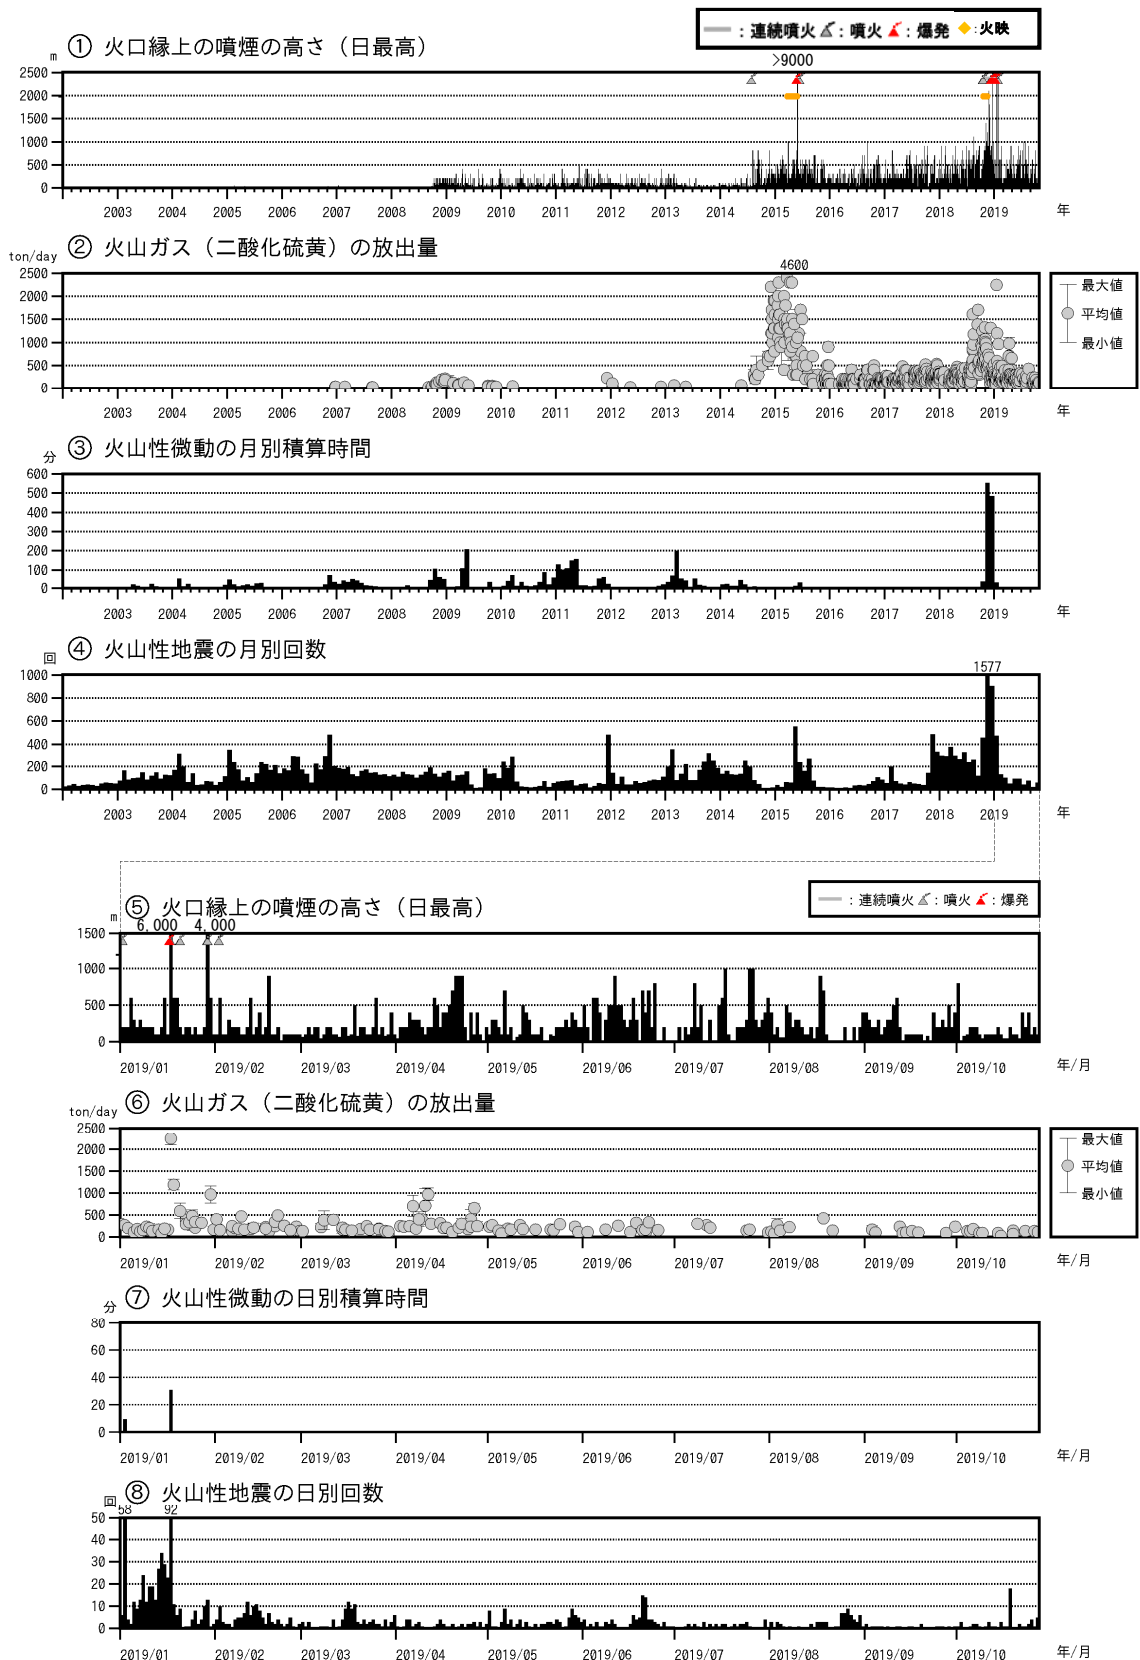 ━ : 連続噴火 : 噴火 : 爆発 ◆: 火映
① 火口縁上の噴煙の高さ（日最高）
m
>9000
2500
2000
1500
1000
500
0
2003 2004 2005 2006 2007 2008 2009 2010 2011 2012 2013 2014 2015 2016 2017 2018 2019 年
② 火山ガス（二酸化硫黄）の放出量
ton/day
4600
2500
2000
1500
1000
500
0
最大値
平均値
最小値
2003 2004 2005 2006 2007 2008 2009 2010 2011 2012 2013 2014 2015 2016 2017 2018 2019 年
③ 火山性微動の月別積算時間
分
600
500
400
300
200
100
0
2003 2004 2005 2006 2007 2008 2009 2010 2011 2012 2013 2014 2015 2016 2017 2018 2019 年
④ 火山性地震の月別回数
回
1577
1000
800
600
400
200
0
2003 2004 2005 2006 2007 2008 2009 2010 2011 2012 2013 2014 2015 2016 2017 2018 2019 年
━ : 連続噴火 : 噴火 : 爆発
⑤ 火口縁上の噴煙の高さ（日最高）
m
6,000 4,000
1500
1000
500
0
2019/01 2019/02 2019/03 2019/04 2019/05 2019/06 2019/07 2019/08 2019/09 2019/10 年/月
⑥ 火山ガス（二酸化硫黄）の放出量
ton/day
2500
2000
1500
1000
500
0
最大値
平均値
最小値
2019/01 2019/02 2019/03 2019/04 2019/05 2019/06 2019/07 2019/08 2019/09 2019/10 年/月
⑦ 火山性微動の日別積算時間
分
80
60
40
20
0
2019/01 2019/02 2019/03 2019/04 2019/05 2019/06 2019/07 2019/08 2019/09 2019/10 年/月
⑧ 火山性地震の日別回数
回
58 92
50
40
30
20
10
0
2019/01 2019/02 2019/03 2019/04 2019/05 2019/06 2019/07 2019/08 2019/09 2019/10 年/月